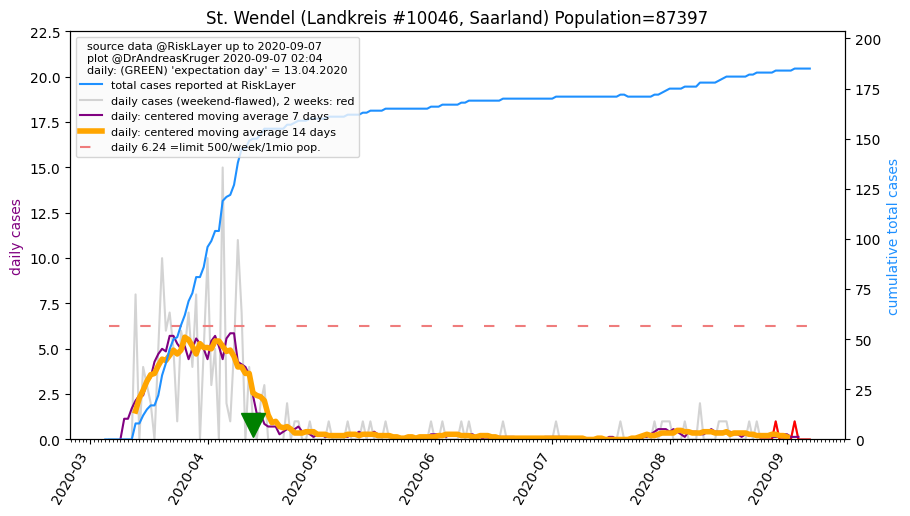 St. Wendel (Landkreis #10046, Saarland) Population=87397
source data @RiskLayer up to 2020-09-07
plot @DrAndreasKruger 2020-09-07 02:04
daily: (GREEN) 'expectation day' = 13.04.2020
total cases reported at RiskLayer
daily cases (weekend-flawed), 2 weeks: red
daily: centered moving average 7 days
daily: centered moving average 14 days
daily 6.24 =limit 500/week/1mio pop.
daily cases
22.5
20.0
17.5
15.0
12.5
10.0
7.5
5.0
2.5
0.0
200
175
150
125
100
75
50
25
0
cumulative total cases
2020-03
2020-04
2020-05
2020-06
2020-07
2020-08
2020-09